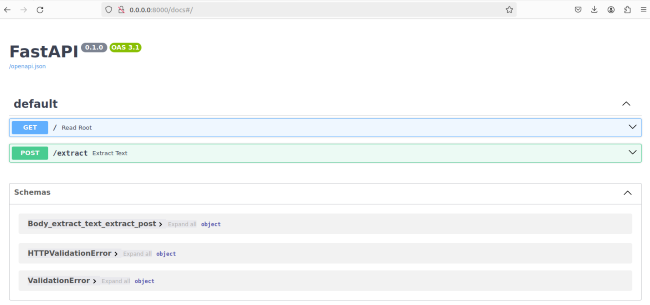 0.0.0.0:8000/docs#/
FastAPI 0.1.0 OAS 3.1
/openapi.json
default
GET / Read Root
POST /extract Extract Text
Schemas
Body_extract_text_extract_post > Expand all object
HTTPValidationError > Expand all object
ValidationError > Expand all object